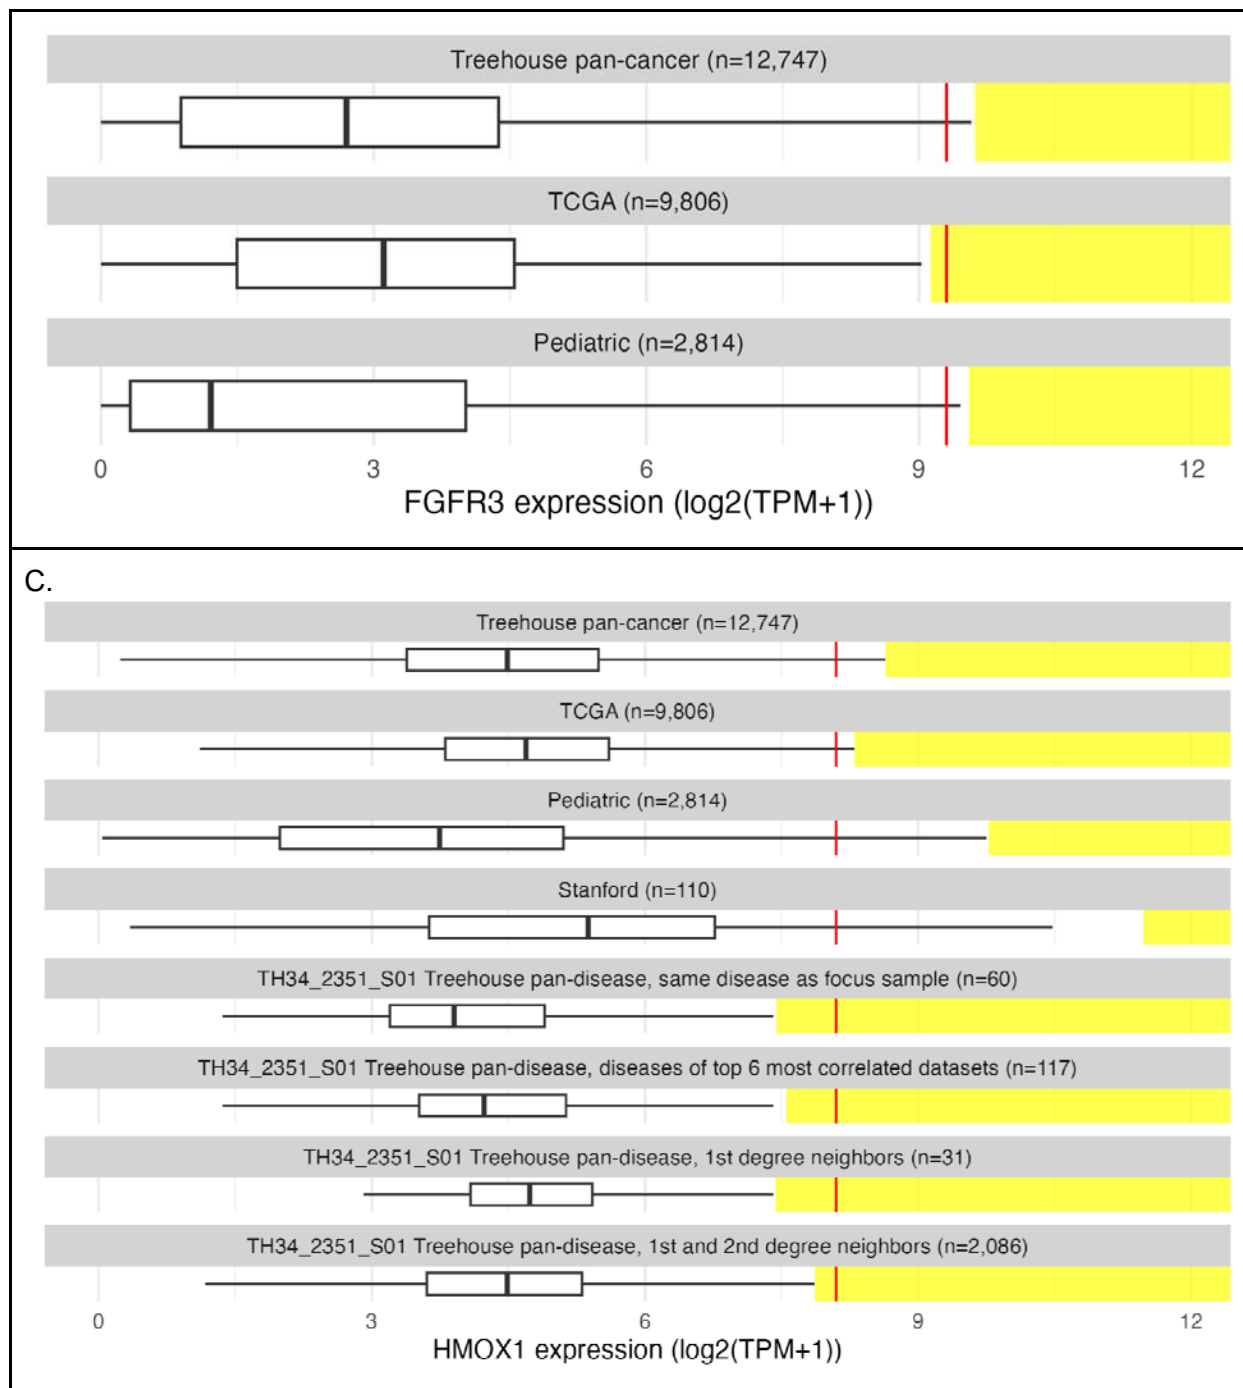 Treehouse pan-cancer (n=12,747)
TCGA (n=9,806)
Pediatric (n=2,814)
0 3 6 9 12
FGFR3 expression (log2(TPM+1))
C.
Treehouse pan-cancer (n=12,747)
TCGA (n=9,806)
Pediatric (n=2,814)
Stanford (n=110)
TH34_2351_S01 Treehouse pan-disease, same disease as focus sample (n=60)
TH34_2351_S01 Treehouse pan-disease, diseases of top 6 most correlated datasets (n=117)
TH34_2351_S01 Treehouse pan-disease, 1st degree neighbors (n=31)
TH34_2351_S01 Treehouse pan-disease, 1st and 2nd degree neighbors (n=2,086)
0 3 6 9 12
HMOX1 expression (log2(TPM+1))